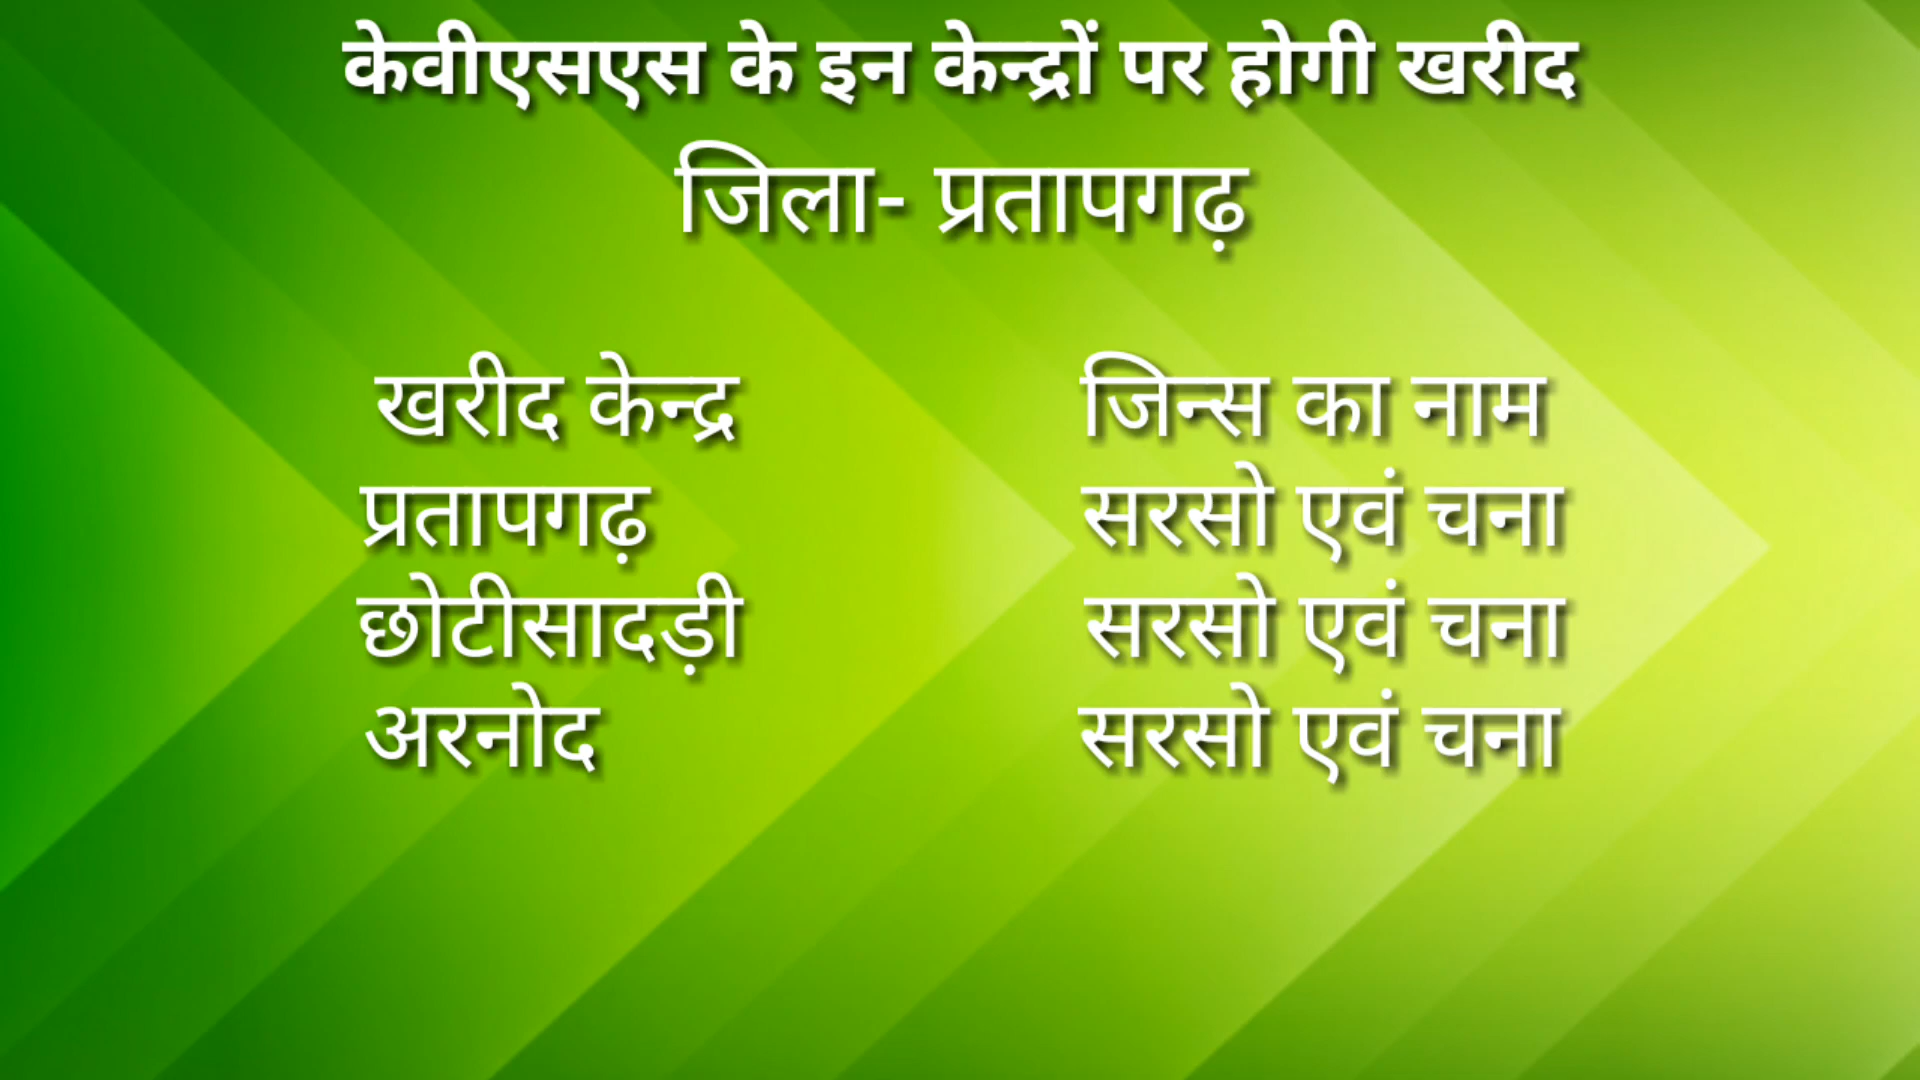 केवीएसएस के इन केन्द्रों पर होगी खरीद
जिला- प्रतापगढ़
खरीद केन्द्र जिन्स का नाम
प्रतापगढ़ सरसो एवं चना
छोटीसादड़ी सरसो एवं चना
अरनोद सरसो एवं चना